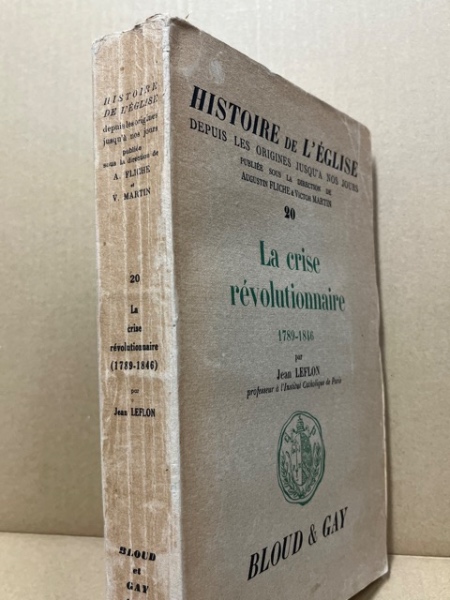 HISTOIRE
DE L'ÉGLISE
depuis les origines
jusqu'à nos jours
publiée
sous la direction de
A. FLICHE
et
V. MARTIN
20
La
crise
révolutionnaire
(1789-1846)
par
Jean LEFLON
BLOUD
et
GAY
HISTOIRE DE L'ÉGLISE
DEPUIS LES ORIGINES JUSQU'A NOS JOURS
PUBLIÉE SOUS LA DIRECTION DE
AUGUSTIN FLICHE & VICTOR MARTIN
20
La crise
révolutionnaire
1789-1846
par
Jean LEFLON
professeur à l'Institut Catholique de Paris
BLOUD & GAY